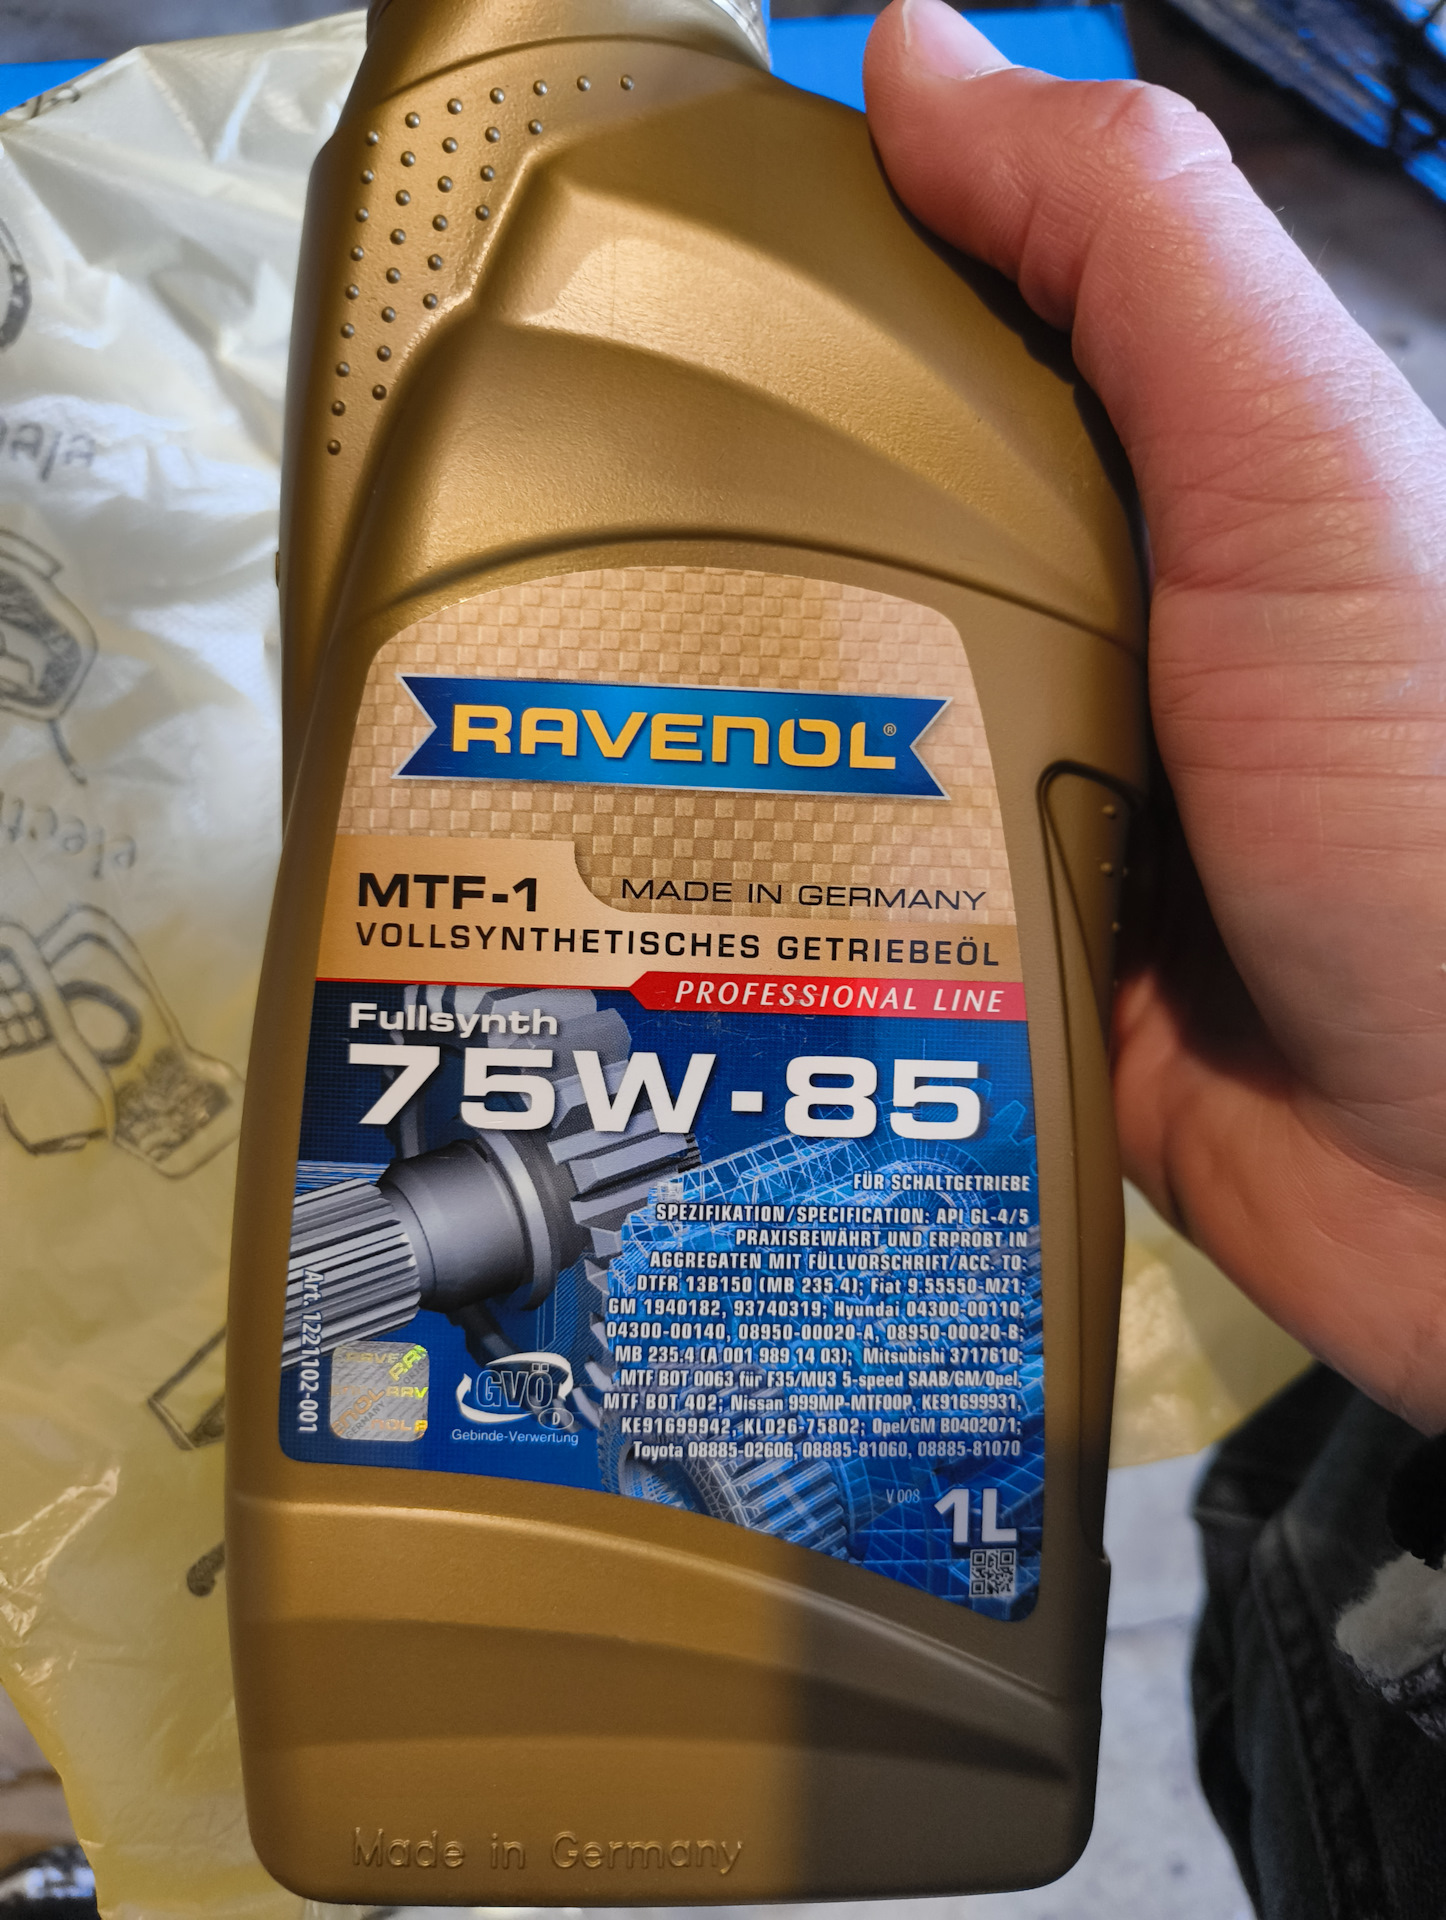 RAVENOL®
MTF-1
MADE IN GERMANY
VOLLSYNTHETISCHES GETRIEBEÖL
PROFESSIONAL LINE
Fullsynth
75W-85
FÜR SCHALTGETRIEBE
SPEZIFIKATION/SPECIFICATION: API GL-4/5
PRAXISBEWÄHRT UND ERPROBT IN
AGGREGATEN MIT FÜLLVORSCHRIFT/ACC. TO:
DTFR 13B150 (MB 235.4); Fiat 9.55550-MZ1;
GM 1940182, 93740319; Hyundai 04300-00110,
04300-00140, 08950-00020-A, 08950-00020-B;
MB 235.4 (A 001 989 14 03); Mitsubishi 3717610;
MTF BOT 0063 für F35/MU3 5-speed SAAB/GM/Opel,
MTF BOT 402; Nissan 999MP-MTF00P, KE91699931,
KE91699942, KLD26-75802; Opel/GM B0402071;
Toyota 08885-02606, 08885-81060, 08885-81070
Art. 1221102-001
GVÖ
Gebinde-Verwertung
V 008
1L
Made in Germany